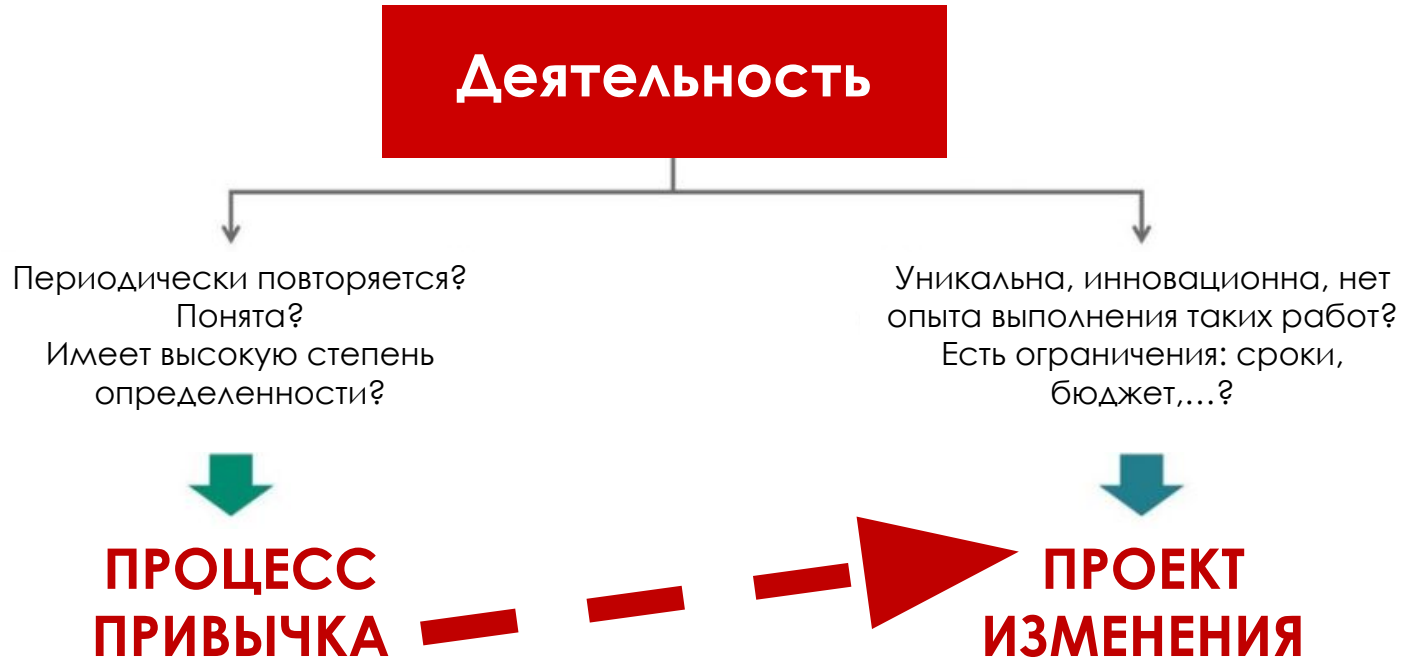 Деятельность
Периодически повторяется?
Понята?
Имеет высокую степень
определенности?
Уникальна, инновационна, нет
опыта выполнения таких работ?
Есть ограничения: сроки,
бюджет,…?
ПРОЦЕСС
ПРИВЫЧКА
ПРОЕКТ
ИЗМЕНЕНИЯ